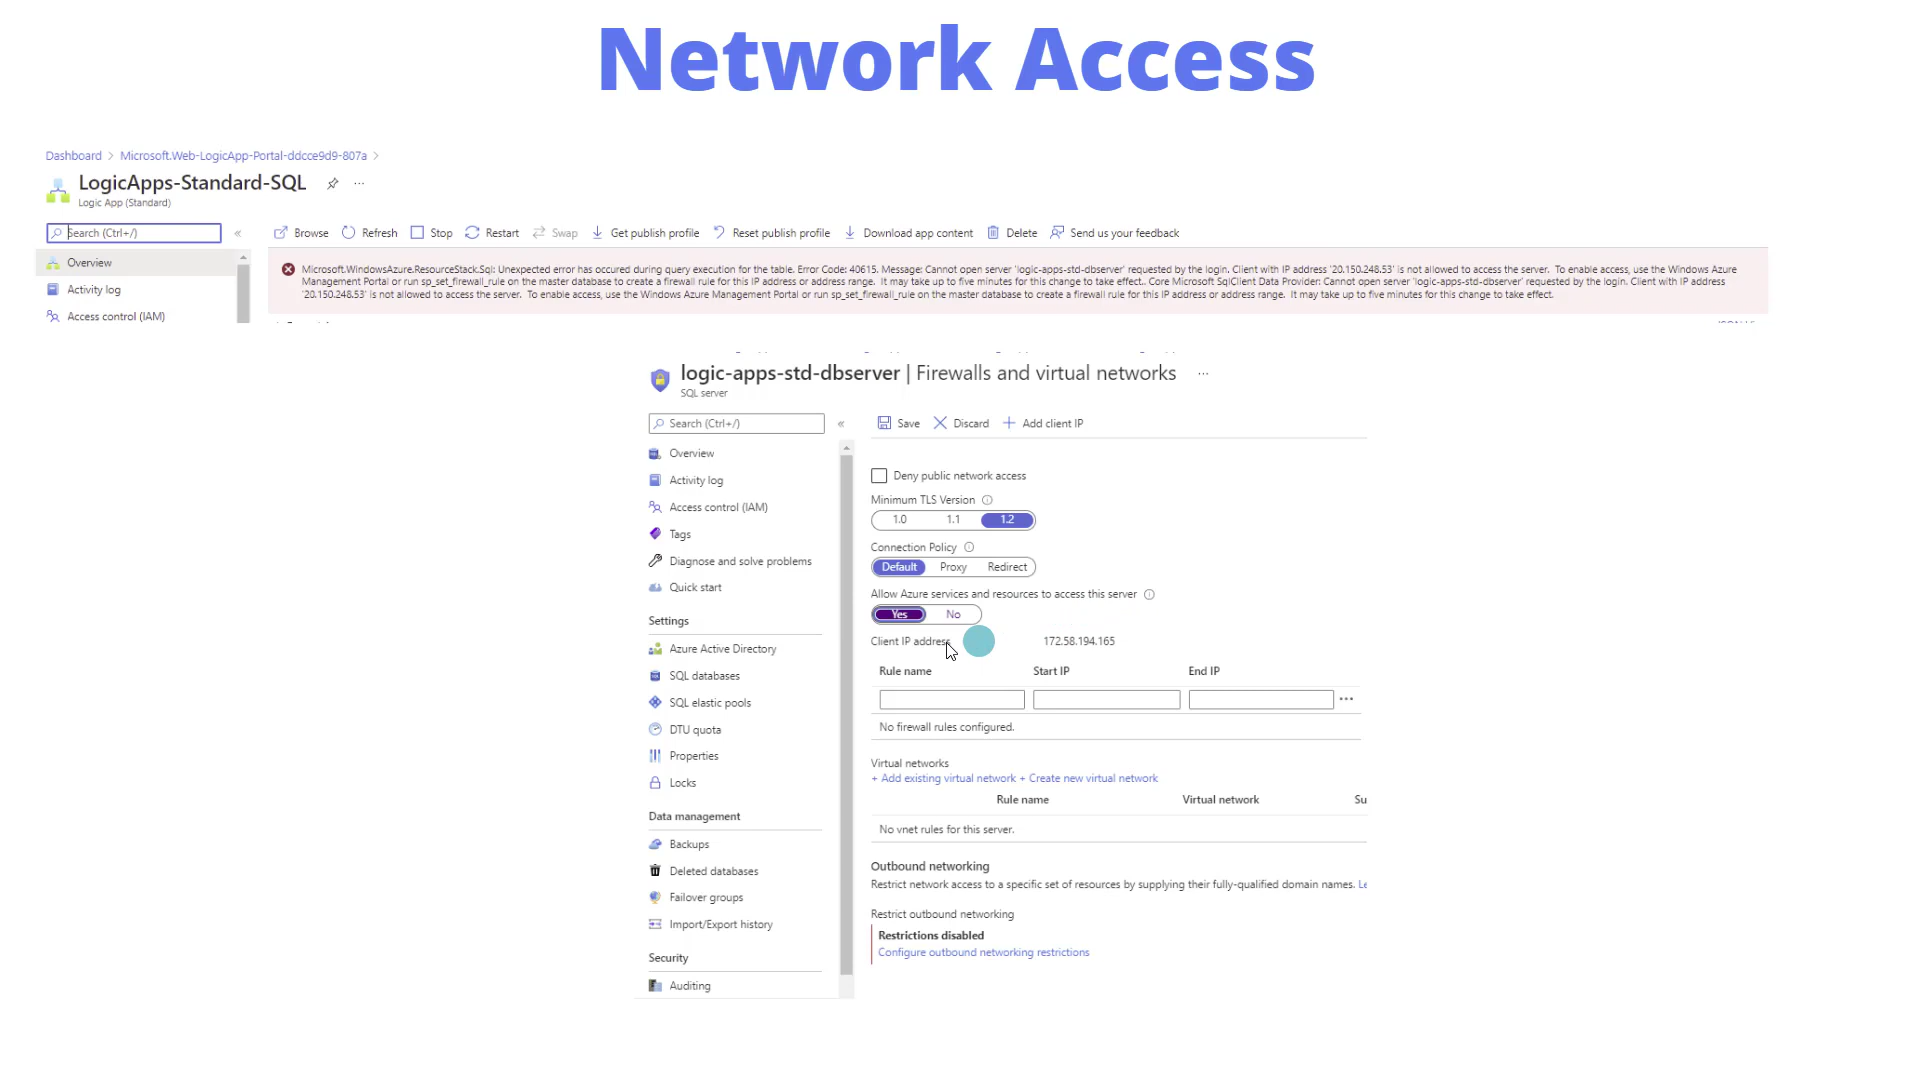 Network Access
Dashboard > Microsoft.Web-LogicApp-Portal-ddcce9d9-807a >
LogicApps-Standard-SQL ...
Logic App (Standard)
Search (Ctrl+/) «
Browse Refresh Stop Restart Swap Get publish profile Reset publish profile Download app content Delete Send us your feedback
Overview
Activity log
Access control (IAM)
Microsoft.WindowsAzure.ResourceStack.Sql: Unexpected error has occured during query execution for the table. Error Code: 40615. Message: Cannot open server 'logic-apps-std-dbserver' requested by the login. Client with IP address '20.150.248.53' is not allowed to access the server. To enable access, use the Windows Azure
Management Portal or run sp_set_firewall_rule on the master database to create a firewall rule for this IP address or address range. It may take up to five minutes for this change to take effect.. Core Microsoft SqlClient Data Provider: Cannot open server 'logic-apps-std-dbserver' requested by the login. Client with IP address
'20.150.248.53' is not allowed to access the server. To enable access, use the Windows Azure Management Portal or run sp_set_firewall_rule on the master database to create a firewall rule for this IP address or address range. It may take up to five minutes for this change to take effect.
logic-apps-std-dbserver | Firewalls and virtual networks ...
SQL server
Search (Ctrl+/) «
Overview
Activity log
Access control (IAM)
Tags
Diagnose and solve problems
Quick start
Settings
Azure Active Directory
SQL databases
SQL elastic pools
DTU quota
Properties
Locks
Data management
Backups
Deleted databases
Failover groups
Import/Export history
Security
Auditing
Save Discard Add client IP
Deny public network access
Minimum TLS Version
1.0 1.1 1.2
Connection Policy
Default Proxy Redirect
Allow Azure services and resources to access this server
Yes No
Client IP address 172.58.194.165
Rule name Start IP End IP
...
No firewall rules configured.
Virtual networks
+ Add existing virtual network + Create new virtual network
Rule name Virtual network Su
No vnet rules for this server.
Outbound networking
Restrict network access to a specific set of resources by supplying their fully-qualified domain names. Le
Restrict outbound networking
Restrictions disabled
Configure outbound networking restrictions